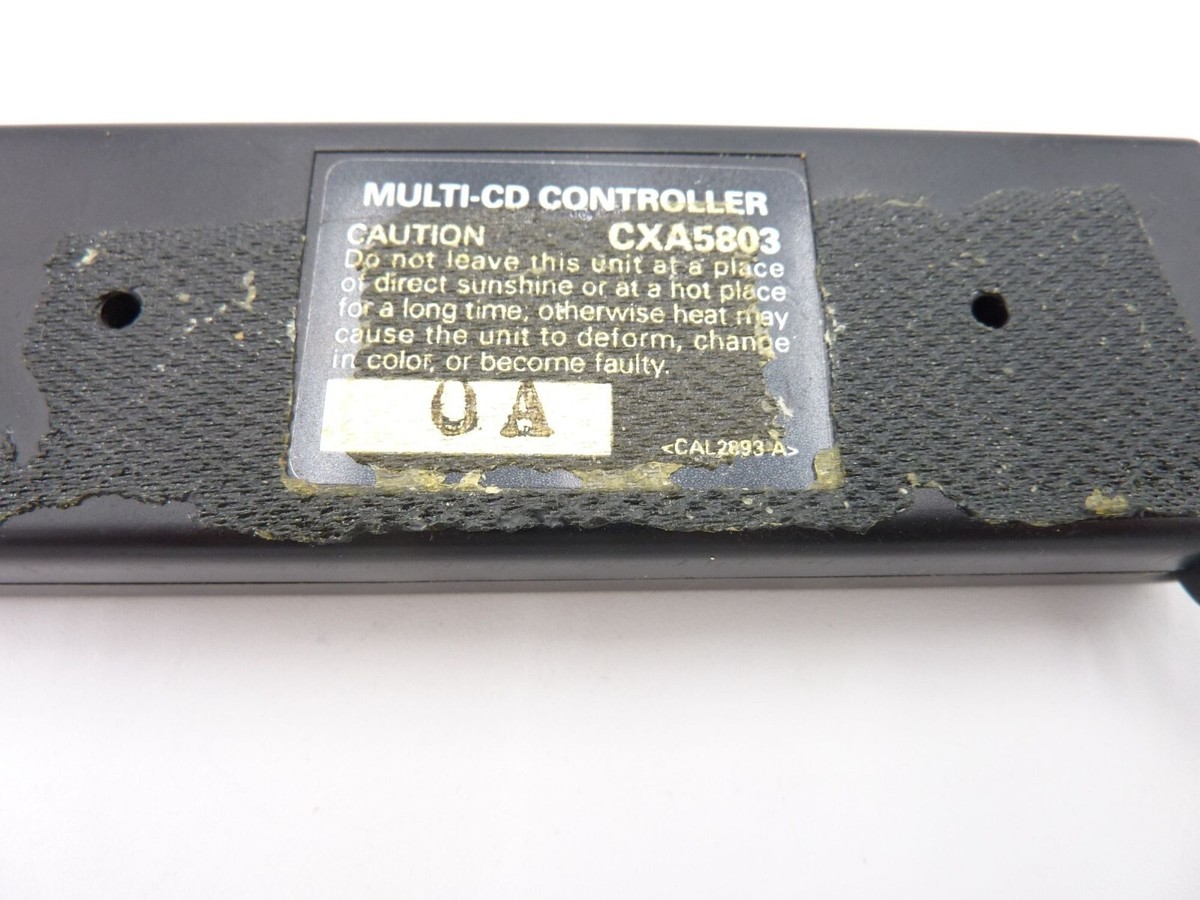 MULTI-CD CONTROLLER
CAUTION CXA5803
Do not leave this unit at a place
of direct sunshine or at a hot place
for a long time; otherwise heat may
cause the unit to deform, change
in color, or become faulty.
0 A
<CAL2893-A>